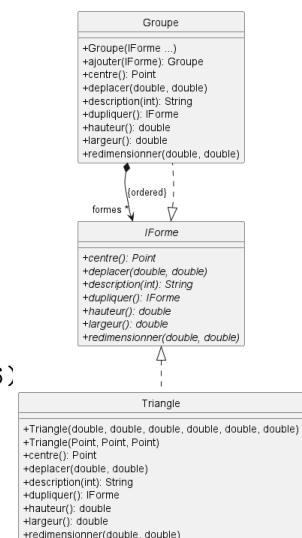 Groupe
+Groupe(IForme ...)
+ajouter(IForme): Groupe
+centre(): Point
+deplacer(double, double)
+description(int): String
+dupliquer(): IForme
+hauteur(): double
+largeur(): double
+redimensionner(double, double)
{ordered}
formes *
IForme
+centre(): Point
+deplacer(double, double)
+description(int): String
+dupliquer(): IForme
+hauteur(): double
+largeur(): double
+redimensionner(double, double)
)
Triangle
+Triangle(double, double, double, double, double, double)
+Triangle(Point, Point, Point)
+centre(): Point
+deplacer(double, double)
+description(int): String
+dupliquer(): IForme
+hauteur(): double
+largeur(): double
+redimensionner(double, double)